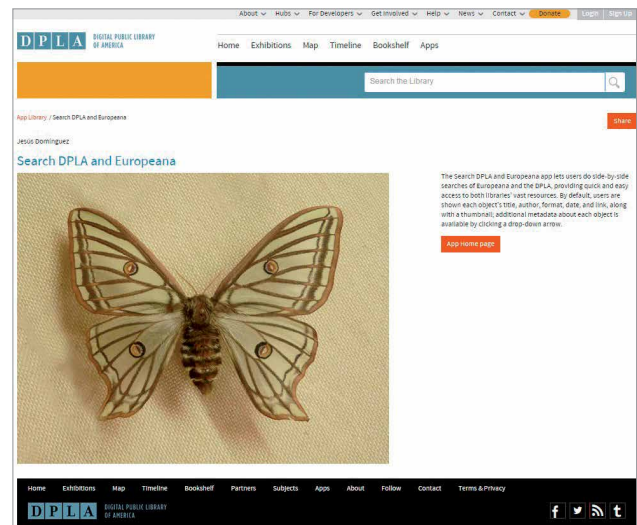 About Hubs For Developers Get Involved Help News Contact Donate Login Sign Up
DPLA DIGITAL PUBLIC LIBRARY
OF AMERICA
Home Exhibitions Map Timeline Bookshelf Apps
Search the Library
App Library / Search DPLA and Europeana
Share
Jesús Domínguez
Search DPLA and Europeana
The Search DPLA and Europeana app lets users do side-by-side
searches of Europeana and the DPLA, providing quick and easy
access to both libraries' vast resources. By default, users are
shown each object's title, author, format, date, and link, along
with a thumbnail; additional metadata about each object is
available by clicking a drop-down arrow.
App Home page
Home Exhibitions Map Timeline Bookshelf Partners Subjects Apps About Follow Contact Terms & Privacy
DPLA DIGITAL PUBLIC LIBRARY
OF AMERICA